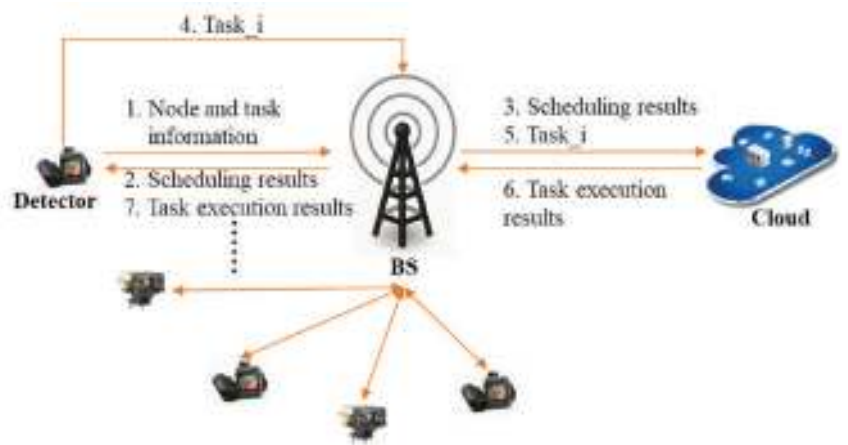 4. Task_i
1. Node and task
information
3. Scheduling results
5. Task_i
2. Scheduling results
7. Task execution results
6. Task execution
results
Detector
Cloud
BS